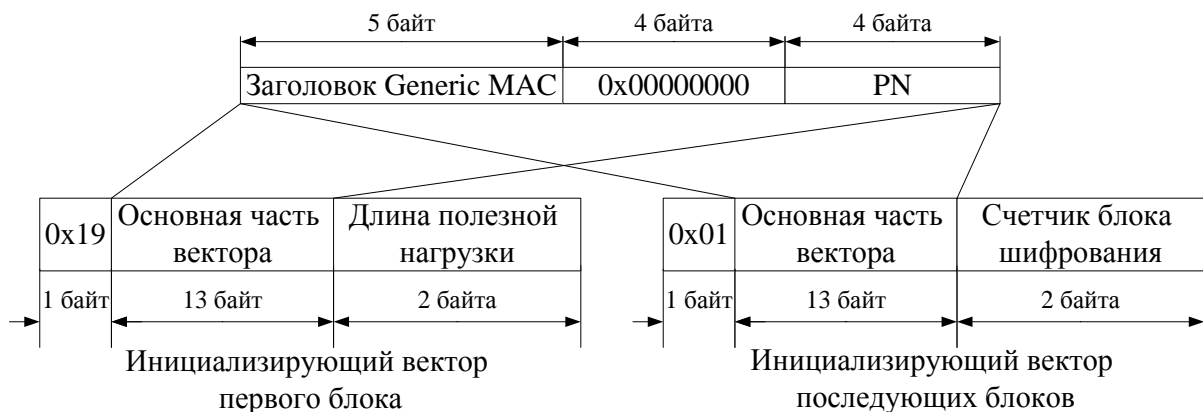 5 байт 4 байта 4 байта
Заголовок Generic MAC 0x00000000 PN
0x19 Основная часть вектора Длина полезной нагрузки 0x01 Основная часть вектора Счетчик блока шифрования
1 байт 13 байт 2 байта 1 байт 13 байт 2 байта
Инициализирующий вектор
первого блока
Инициализирующий вектор
последующих блоков